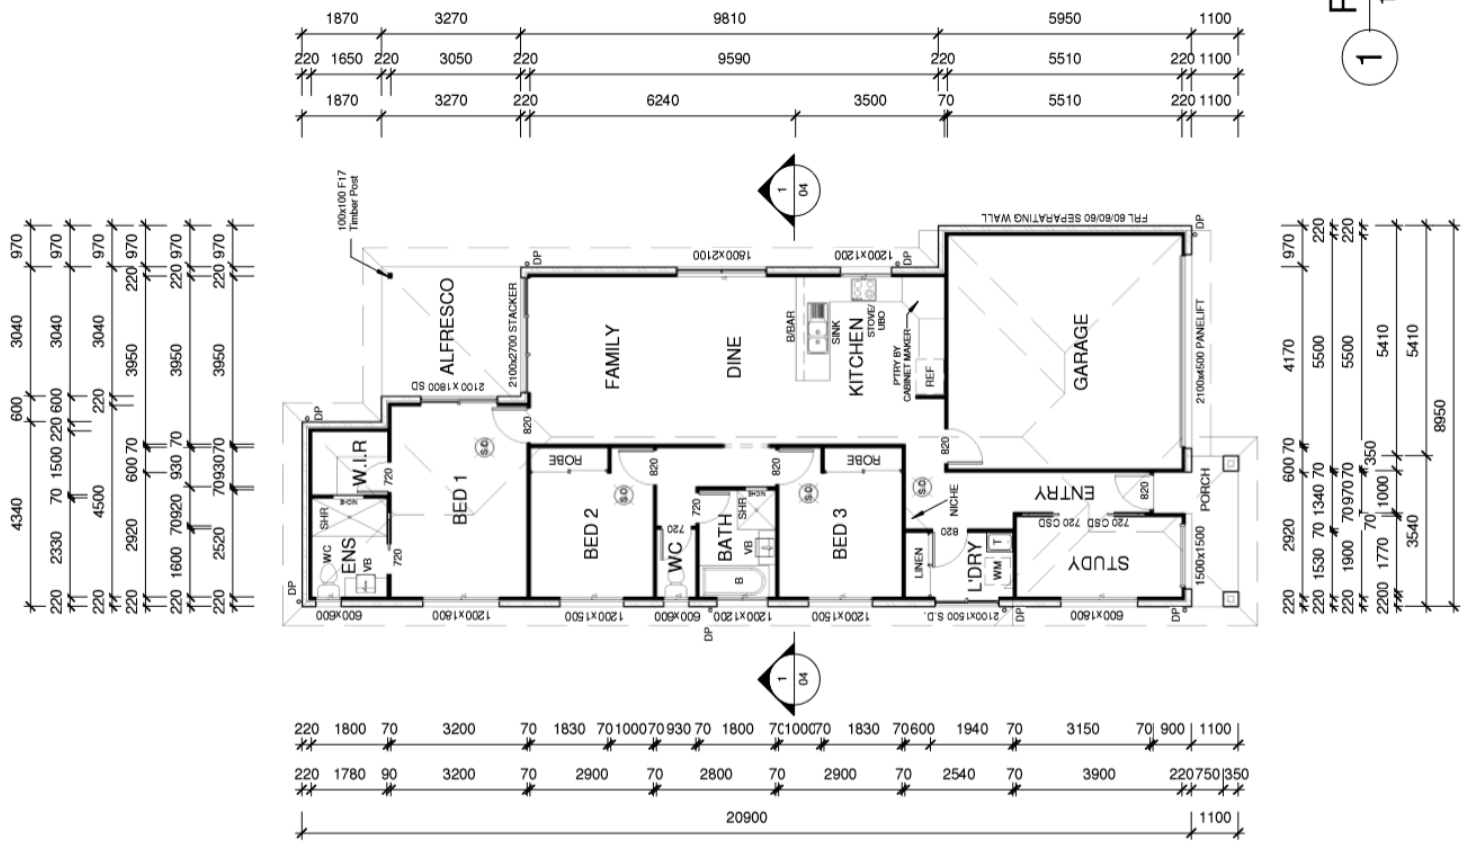 1870 3270 9810 5950 1100
220 1650 220 3050 220 9590 220 5510 220 1100
1870 3270 220 6240 3500 70 5510 220 1100
1
100x100 F17
Timber Post
1
04
FRL 60/60/60 SEPARATING WALL
DP
DP
1800x2100
1200x1200
DP
ALFRESCO
2100x2700 STACKER
2100 x1800 SD
FAMILY
DINE
B/BAR
SINK
KITCHEN
STOVE/
UBO
PTRY BY
CABINET MAKER
REF
GARAGE
2100x4500 PANELIFT
DP
W.I.R
720
NICHE
SHR
WC
ENS
VB
720
BED 1
S.D
820
ROBE
820
S.D
BED 2
WC
720
720
BATH
SHR
NICHE
VB
B
820
ROBE
S.D
BED 3
820
S.D
NICHE
ENTRY
820
PORCH
720 CSD
720 CSD
820
LINEN
L'DRY
T
WM
STUDY
1500x1500
DP
600x600
1200x1800
1200x1500
600x600
1200x1200
1200x1500
2100x1500 S.D.
DP
600x1800
DP
DP
1
04
970 3040 600 4340
970 3040 600 220 1500 70 2330 220
970 3040 220 4500 220
970 220 3950 600 70 2920 220
970 220 3950 70 930 70 920 1600 220
970 220 3950 70 930 70 2520 220
970 4170 70 600 2920 220
220 5500 70 1340 70 1530 220
220 5500 70 970 70 1900 220
5410 350 1000 70 1770 2200
5410 3540
8950
220 1800 70 3200 70 1830 70 1000 70 930 70 1800 70 1000 70 1830 70 600 1940 70 3150 70 900 1100
220 1780 90 3200 70 2900 70 2800 70 2900 70 2540 70 3900 220 750 350
20900 1100